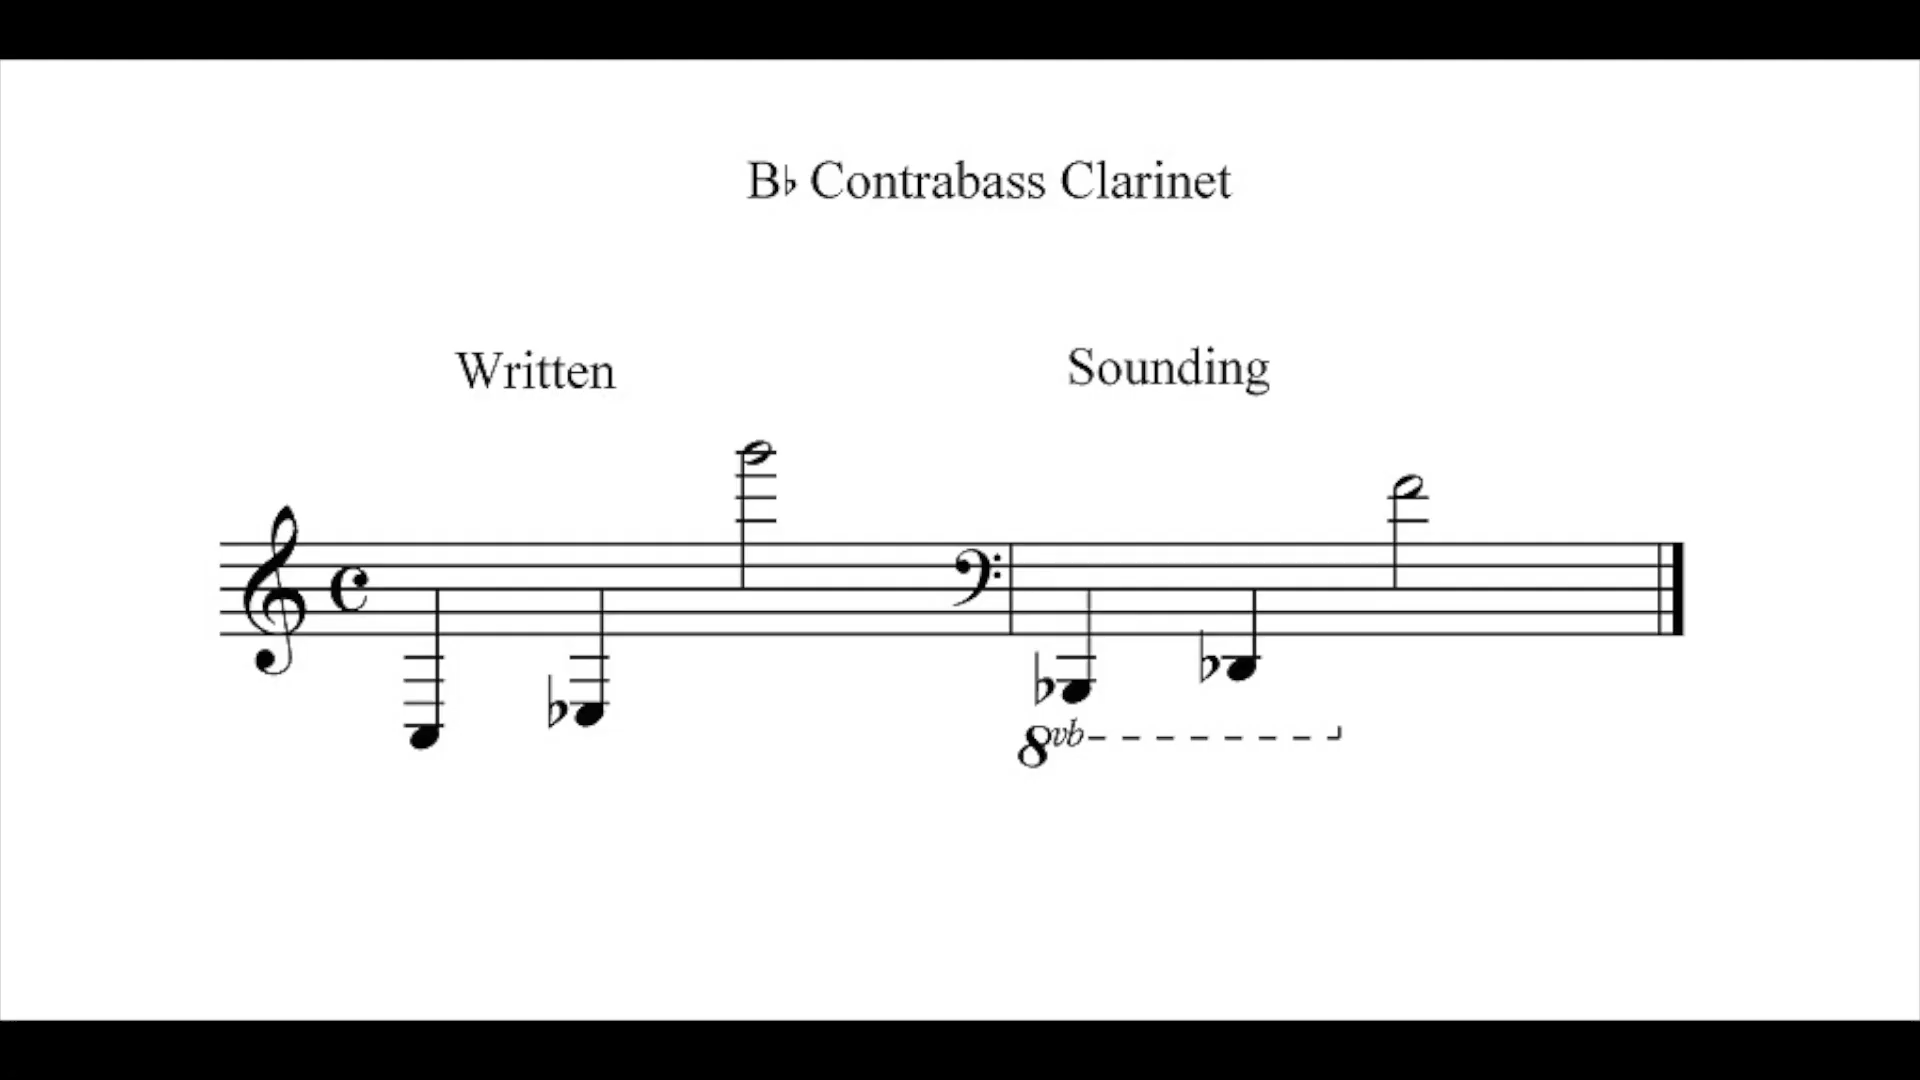 B♭ Contrabass Clarinet
Written
Sounding
8vb